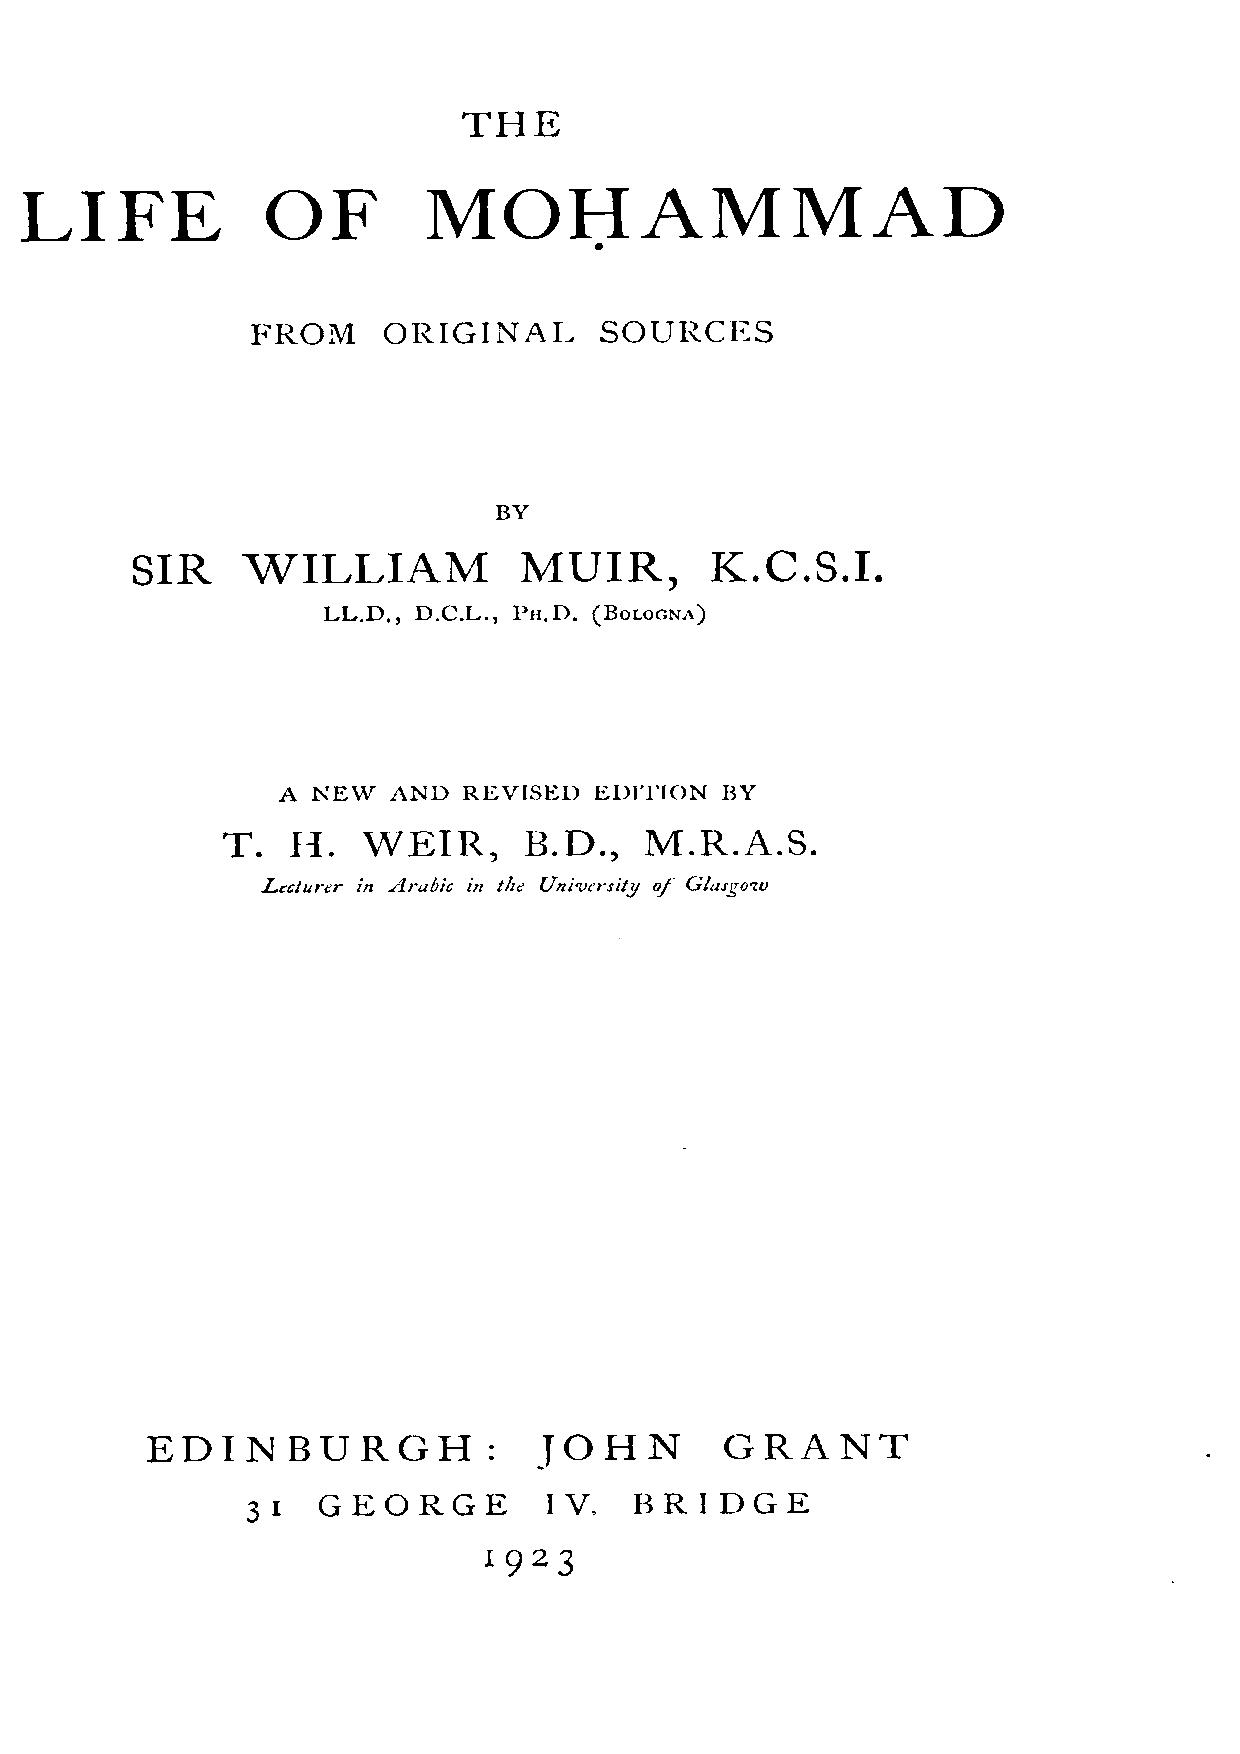 THE
LIFE OF MOḤAMMAD
FROM ORIGINAL SOURCES
BY
SIR WILLIAM MUIR, K.C.S.I.
LL.D., D.C.L., PH.D. (BOLOGNA)
A NEW AND REVISED EDITION BY
T. H. WEIR, B.D., M.R.A.S.
Lecturer in Arabic in the University of Glasgow
EDINBURGH: JOHN GRANT
31 GEORGE IV. BRIDGE
1923